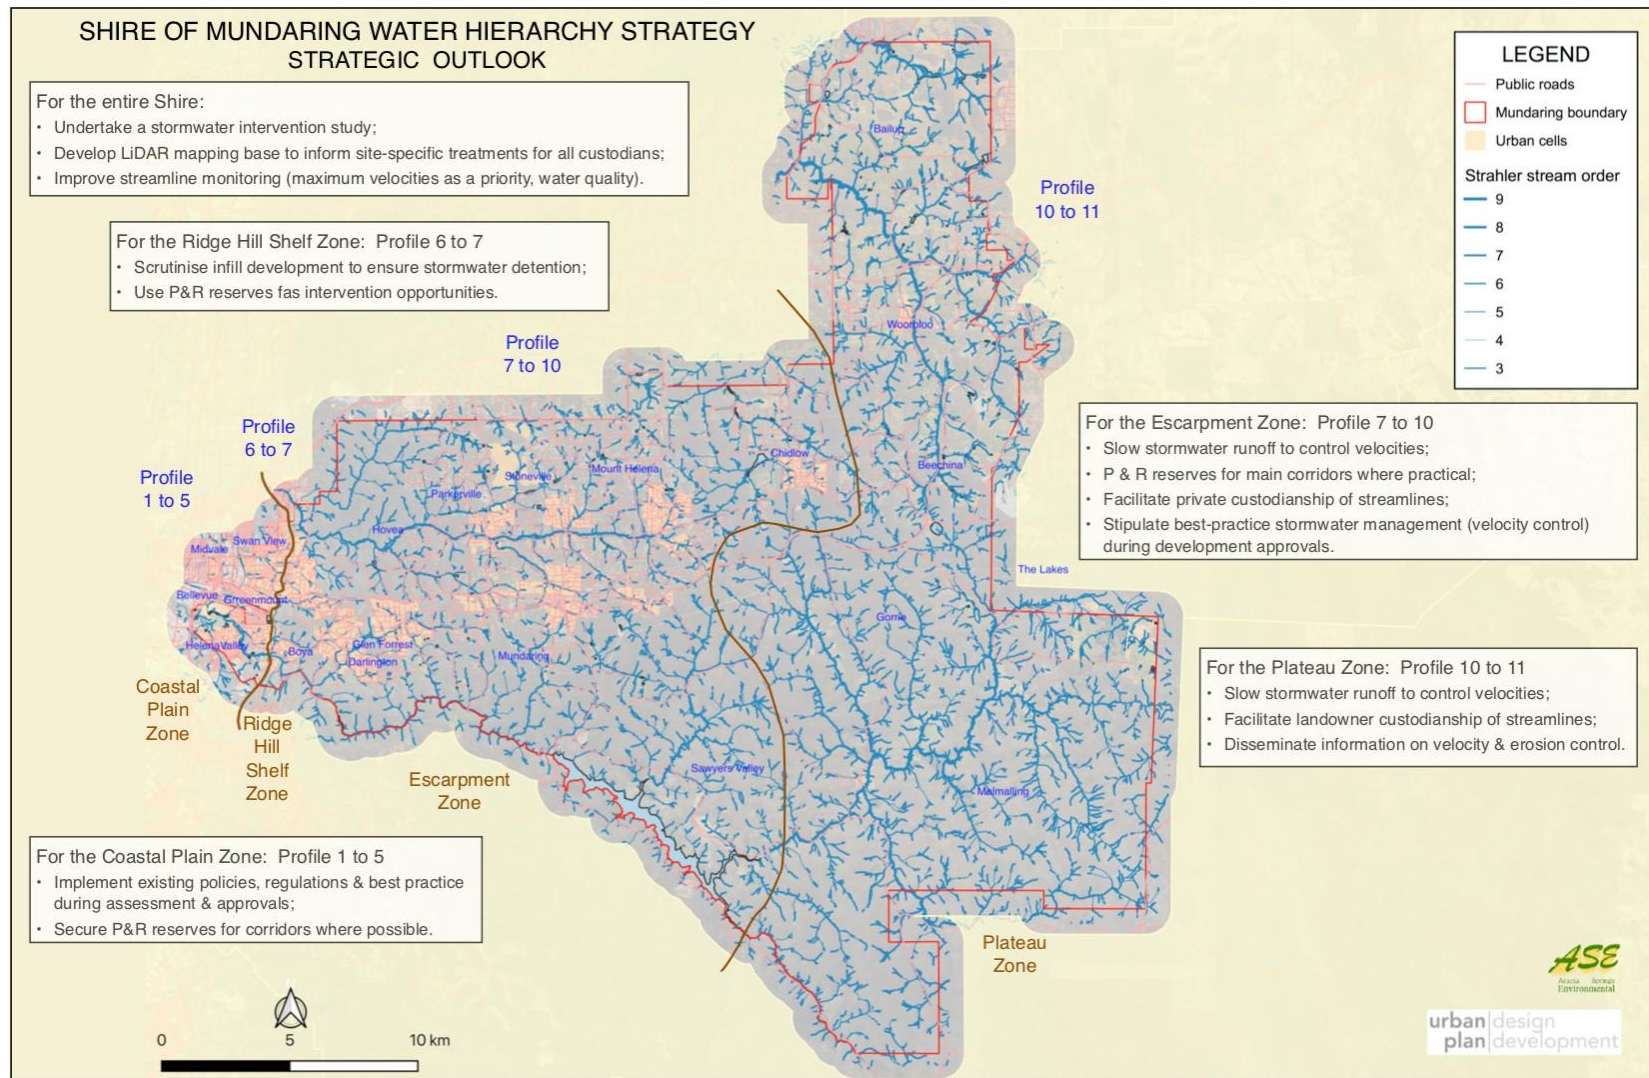 SHIRE OF MUNDARING WATER HIERARCHY STRATEGY
STRATEGIC OUTLOOK
For the entire Shire:
• Undertake a stormwater intervention study;
• Develop LiDAR mapping base to inform site-specific treatments for all custodians;
• Improve streamline monitoring (maximum velocities as a priority, water quality).
For the Ridge Hill Shelf Zone: Profile 6 to 7
• Scrutinise infill development to ensure stormwater detention;
• Use P&R reserves fas intervention opportunities.
LEGEND
Public roads
Mundaring boundary
Urban cells
Strahler stream order
9
8
7
6
5
4
3
Profile
10 to 11
Profile
7 to 10
Profile
6 to 7
Profile
1 to 5
Bailup
Wooroloo
Chidlow
Beechina
Mount Helena
Stoneville
Parkerville
Hovea
Swan View
Midvale
Bellevue
Greenmount
Helena Valley
Boya
Glen Forrest
Darlington
Mundaring
The Lakes
Gorrie
Sawyers Valley
Malmalling
For the Escarpment Zone: Profile 7 to 10
• Slow stormwater runoff to control velocities;
• P & R reserves for main corridors where practical;
• Facilitate private custodianship of streamlines;
• Stipulate best-practice stormwater management (velocity control)
during development approvals.
For the Plateau Zone: Profile 10 to 11
• Slow stormwater runoff to control velocities;
• Facilitate landowner custodianship of streamlines;
• Disseminate information on velocity & erosion control.
Coastal
Plain
Zone
Ridge
Hill
Shelf
Zone
Escarpment
Zone
Plateau
Zone
For the Coastal Plain Zone: Profile 1 to 5
• Implement existing policies, regulations & best practice
during assessment & approvals;
• Secure P&R reserves for corridors where possible.
0 5 10 km
ASE
Acacia Springs
Environmental
urban design
plan development